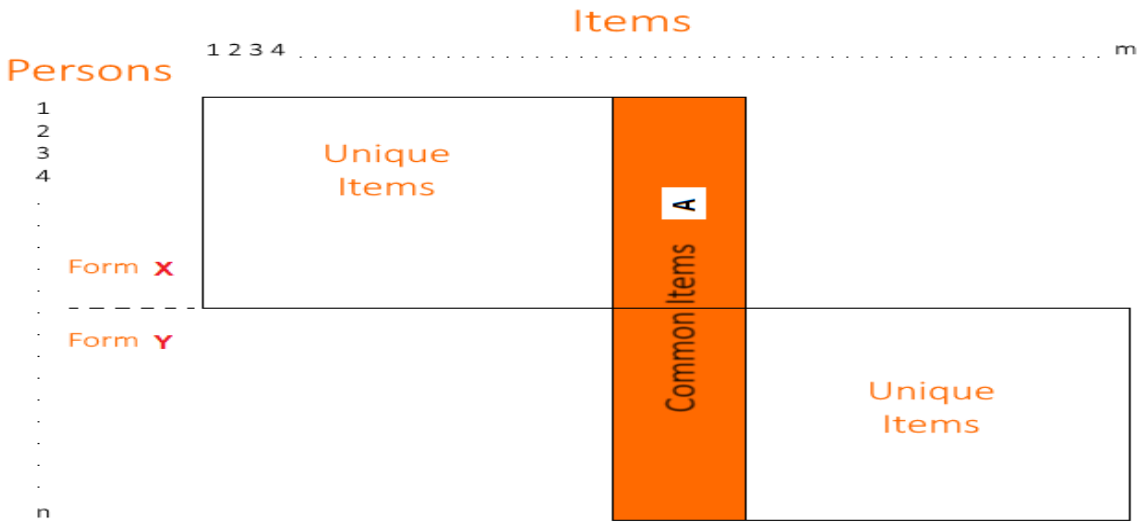 Items
1 2 3 4 . . . . . . . . . . . . . . . . . . . . . . . . . . . . . . . . . . . . . . . . . . . . . . . . . . . . . . . . m
Persons
1
2
3
4
.
.
.
.
.
.
.
.
.
.
.
.
.
n
Unique
Items
Common Items A
Form X
Form Y
Unique
Items